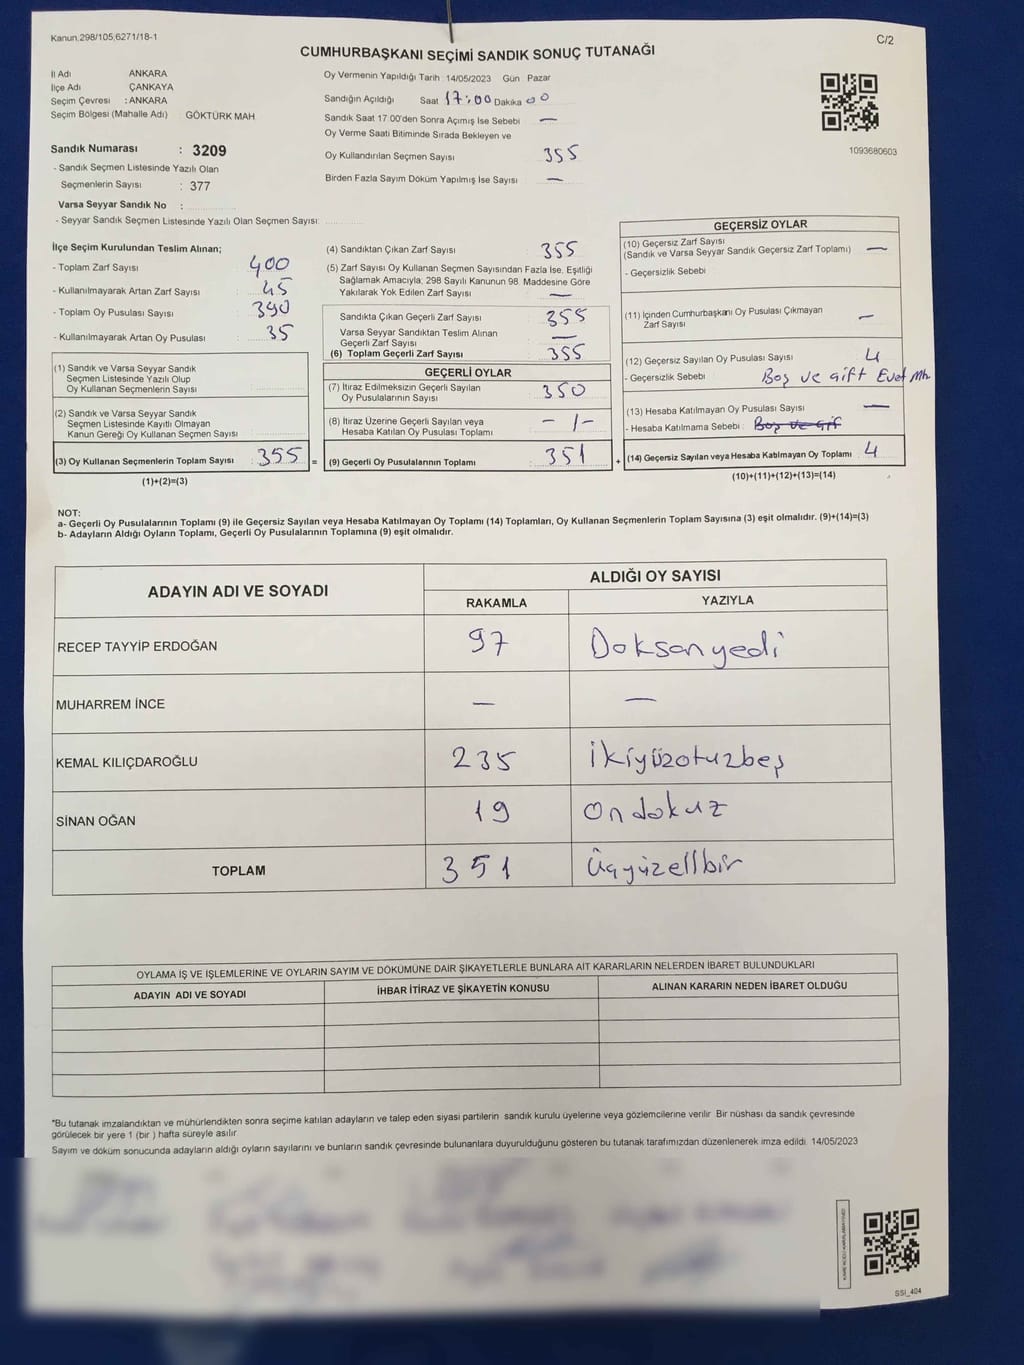 Kanun.298/105;6271/18-1
C/2
CUMHURBAŞKANI SEÇİMİ SANDIK SONUÇ TUTANAĞI
İl Adı ANKARA
İlçe Adı ÇANKAYA
Seçim Çevresi : ANKARA
Seçim Bölgesi (Mahalle Adı) GÖKTÜRK MAH
Sandık Numarası : 3209
- Sandık Seçmen Listesinde Yazılı Olan
Seçmenlerin Sayısı : 377
Varsa Seyyar Sandık No :
- Seyyar Sandık Seçmen Listesinde Yazılı Olan Seçmen Sayısı:
Oy Vermenin Yapıldığı Tarih : 14/05/2023 Gün Pazar
Sandığın Açıldığı Saat 17:00 Dakika 00
Sandık Saat 17.00'den Sonra Açımış İse Sebebi —
Oy Verme Saati Bitiminde Sırada Bekleyen ve
Oy Kullandırılan Seçmen Sayısı 355
Birden Fazla Sayım Döküm Yapılmış İse Sayısı —
1093680603
İlçe Seçim Kurulundan Teslim Alınan;
- Toplam Zarf Sayısı 400
- Kullanılmayarak Artan Zarf Sayısı 45
- Toplam Oy Pusulası Sayısı 390
- Kullanılmayarak Artan Oy Pusulası 35
(1) Sandık ve Varsa Seyyar Sandık
Seçmen Listesinde Yazılı Olup
Oy Kullanan Seçmenlerin Sayısı
(2) Sandık ve Varsa Seyyar Sandık
Seçmen Listesinde Kayıtlı Olmayan
Kanun Gereği Oy Kullanan Seçmen Sayısı
(3) Oy Kullanan Seçmenlerin Toplam Sayısı 355 =
(1)+(2)=(3)
(4) Sandıktan Çıkan Zarf Sayısı 355
(5) Zarf Sayısı Oy Kullanan Seçmen Sayısından Fazla İse, Eşitliği
Sağlamak Amacıyla; 298 Sayılı Kanunun 98. Maddesine Göre
Yakılarak Yok Edilen Zarf Sayısı —
Sandıkta Çıkan Geçerli Zarf Sayısı 355
Varsa Seyyar Sandıktan Teslim Alınan
Geçerli Zarf Sayısı —
(6) Toplam Geçerli Zarf Sayısı 355
GEÇERLİ OYLAR
(7) İtiraz Edilmeksizin Geçerli Sayılan
Oy Pusulalarının Sayısı 350
(8) İtiraz Üzerine Geçerli Sayılan veya
Hesaba Katılan Oy Pusulası Toplamı -1-
(9) Geçerli Oy Pusulalarının Toplamı 351 +
GEÇERSİZ OYLAR
(10) Geçersiz Zarf Sayısı
(Sandık ve Varsa Seyyar Sandık Geçersiz Zarf Toplamı) —
- Geçersizlik Sebebi
(11) İçinden Cumhurbaşkanı Oy Pusulası Çıkmayan
Zarf Sayısı —
(12) Geçersiz Sayılan Oy Pusulası Sayısı 4
- Geçersizlik Sebebi Boş ve Çift Evet Mh
(13) Hesaba Katılmayan Oy Pusulası Sayısı —
- Hesaba Katılmama Sebebi : Boş ve Çif
(14) Geçersiz Sayılan veya Hesaba Katılmayan Oy Toplamı 4
(10)+(11)+(12)+(13)=(14)
NOT:
a- Geçerli Oy Pusulalarının Toplamı (9) ile Geçersiz Sayılan veya Hesaba Katılmayan Oy Toplamı (14) Toplamları, Oy Kullanan Seçmenlerin Toplam Sayısına (3) eşit olmalıdır. (9)+(14)=(3)
b- Adayların Aldığı Oyların Toplamı, Geçerli Oy Pusulalarının Toplamına (9) eşit olmalıdır.
ADAYIN ADI VE SOYADI ALDIĞI OY SAYISI
RAKAMLA YAZIYLA
RECEP TAYYİP ERDOĞAN 97 Doksanyedi
MUHARREM İNCE — —
KEMAL KILIÇDAROĞLU 235 ikiyüzotuzbeş
SİNAN OĞAN 19 ondokuz
TOPLAM 351 Üçyüzellbir
OYLAMA İŞ VE İŞLEMLERİNE VE OYLARIN SAYIM VE DÖKÜMÜNE DAİR ŞİKAYETLERLE BUNLARA AİT KARARLARIN NELERDEN İBARET BULUNDUKLARI
ADAYIN ADI VE SOYADI İHBAR İTİRAZ VE ŞİKAYETİN KONUSU ALINAN KARARIN NEDEN İBARET OLDUĞU
*Bu tutanak imzalandıktan ve mühürlendikten sonra seçime katılan adayların ve talep eden siyasi partilerin sandık kurulu üyelerine veya gözlemcilerine verilir. Bir nüshası da sandık çevresinde
görülecek bir yere 1 (bir ) hafta süreyle asılır.
Sayım ve döküm sonucunda adayların aldığı oyların sayılarını ve bunların sandık çevresinde bulunanlara duyurulduğunu gösteren bu tutanak tarafımızdan düzenlenerek imza edildi. 14/05/2023
SSI_404